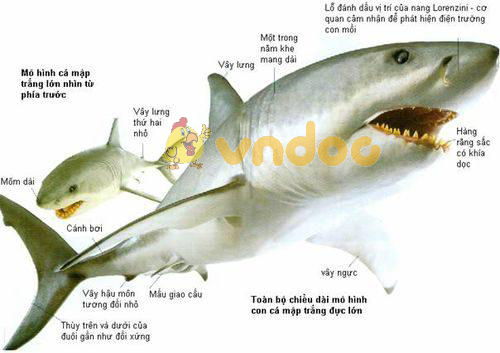 Lỗ đánh dấu vị trí của nang Lorenzini - cơ
quan cảm nhận để phát hiện điện trường
con mồi
Một trong
năm khe
mang dài
Vây lưng
Mô hình cá mập
trắng lớn nhìn từ
phía trước
Vây lưng
thứ hai
nhỏ
vndoc
Hàng
răng sắc
có khía
dọc
Mõm dài
Cánh bơi
vây ngực
Vây hậu môn
tương đối nhỏ
Mấu giao cấu
Toàn bộ chiều dài mô hình
con cá mập trắng đực lớn
Thùy trên và dưới của
đuôi gần như đối xứng